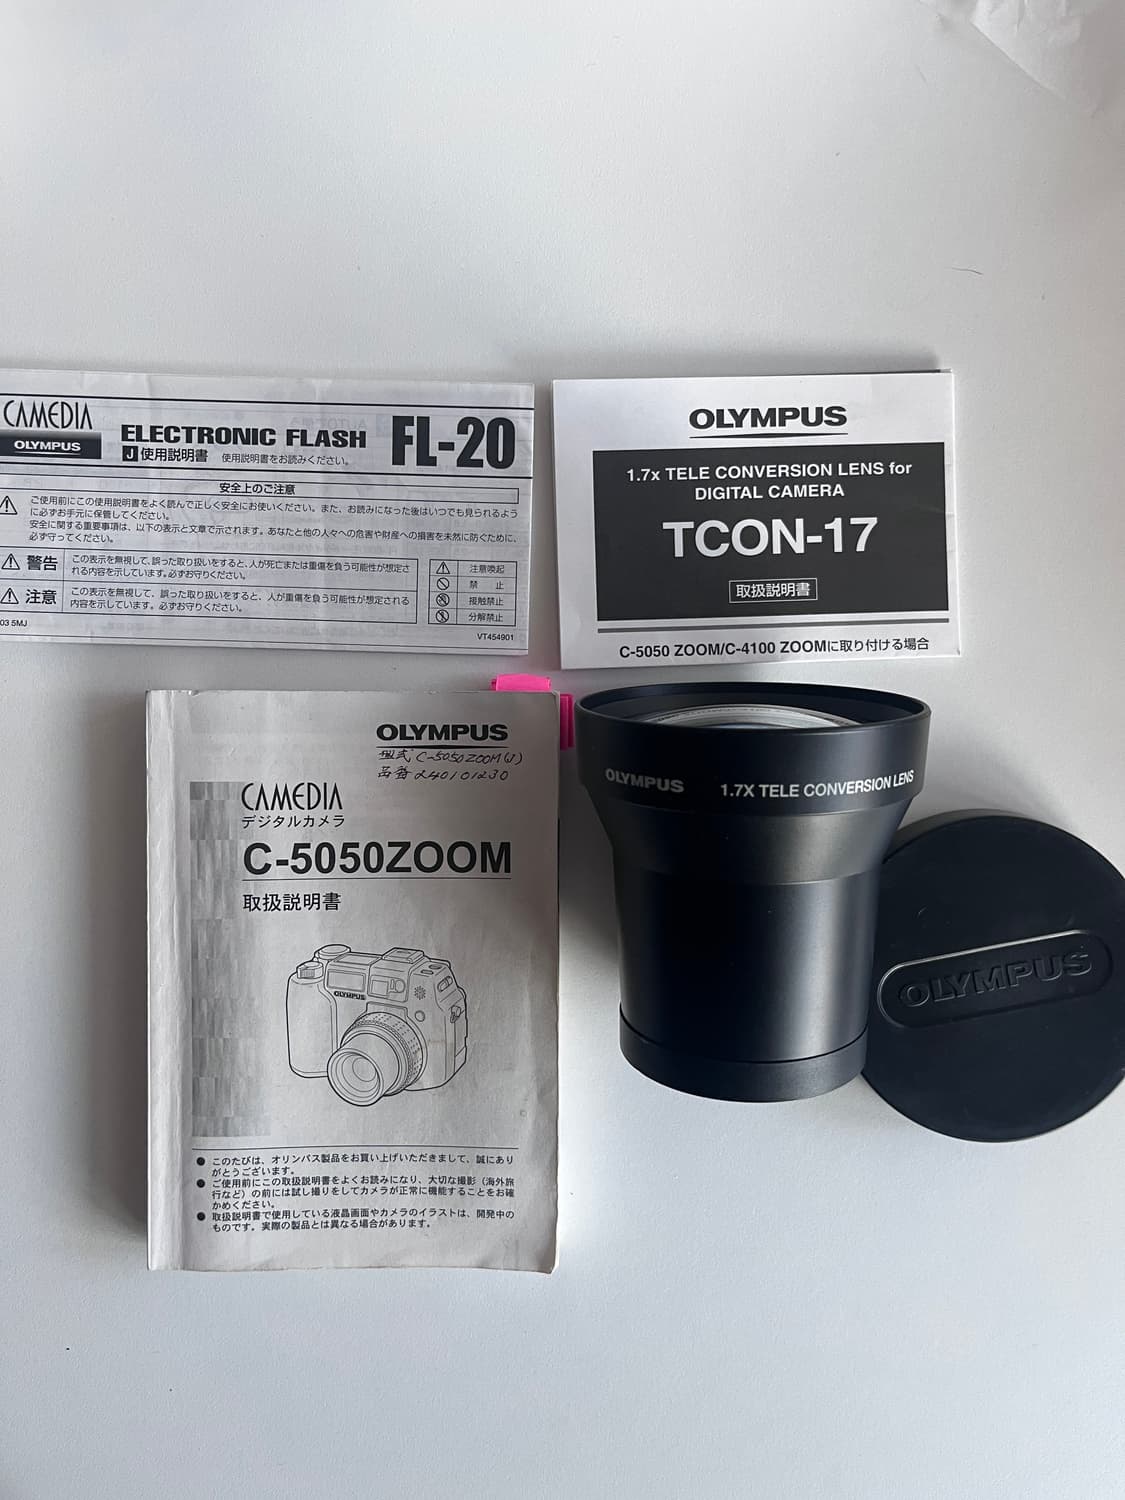 CAMEDIA
OLYMPUS
ELECTRONIC FLASH FL-20
J 使用説明書 使用説明書をお読みください。
安全上のご注意
ご使用前にこの使用説明書をよく読んで正しく安全にお使いください。また、お読みになった後はいつでも見られるよう
に必ずお手元に保管してください。
安全に関する重要事項は、以下の表示と文章で示されます。あなたと他の人々への危害や財産への損害を未然に防ぐために、
必ず守ってください。
警告
この表示を無視して、誤った取り扱いをすると、人が死亡または重傷を負う可能性が想定さ
れる内容を示しています。必ずお守りください。
注意
この表示を無視して、誤った取り扱いをすると、人が重傷を負う可能性が想定される
内容を示しています。必ずお守りください。
注意喚起
禁 止
接触禁止
分解禁止
03 5MJ
VT454901
OLYMPUS
1.7x TELE CONVERSION LENS for
DIGITAL CAMERA
TCON-17
取扱説明書
C-5050 ZOOM/C-4100 ZOOMに取り付ける場合
OLYMPUS
型式 C-5050ZOOM(J)
品番 240101230
CAMEDIA
デジタルカメラ
C-5050ZOOM
取扱説明書
OLYMPUS
● このたびは、オリンパス製品をお買い上げいただきまして、誠にあり
がとうございます。
● ご使用前にこの取扱説明書をよくお読みになり、大切な撮影（海外旅
行など）の前には試し撮りをしてカメラが正常に機能することをお確
かめください。
● 取扱説明書で使用している液晶画面やカメラのイラストは、開発中の
ものです。実際の製品とは異なる場合があります。
OLYMPUS 1.7X TELE CONVERSION LENS
OLYMPUS